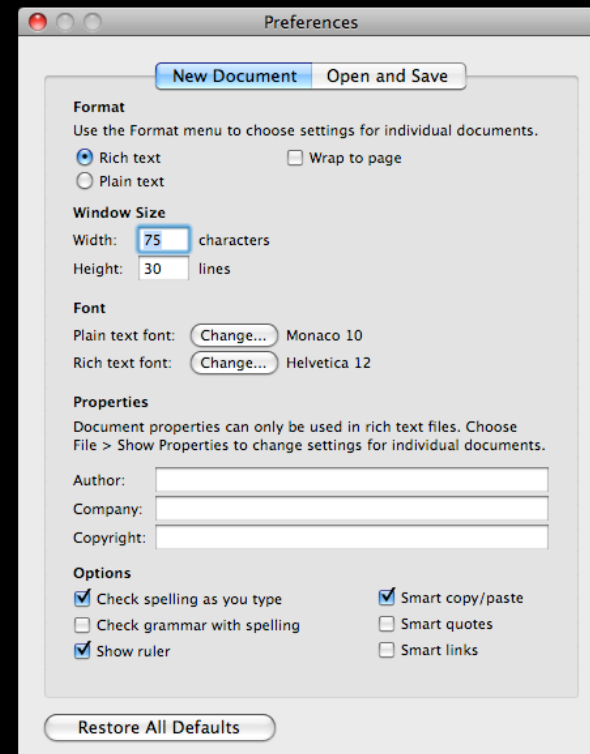 Preferences
New Document Open and Save
Format
Use the Format menu to choose settings for individual documents.
Rich text Wrap to page
Plain text
Window Size
Width: 75 characters
Height: 30 lines
Font
Plain text font: Change... Monaco 10
Rich text font: Change... Helvetica 12
Properties
Document properties can only be used in rich text files. Choose
File > Show Properties to change settings for individual documents.
Author:
Company:
Copyright:
Options
Check spelling as you type Smart copy/paste
Check grammar with spelling Smart quotes
Show ruler Smart links
Restore All Defaults